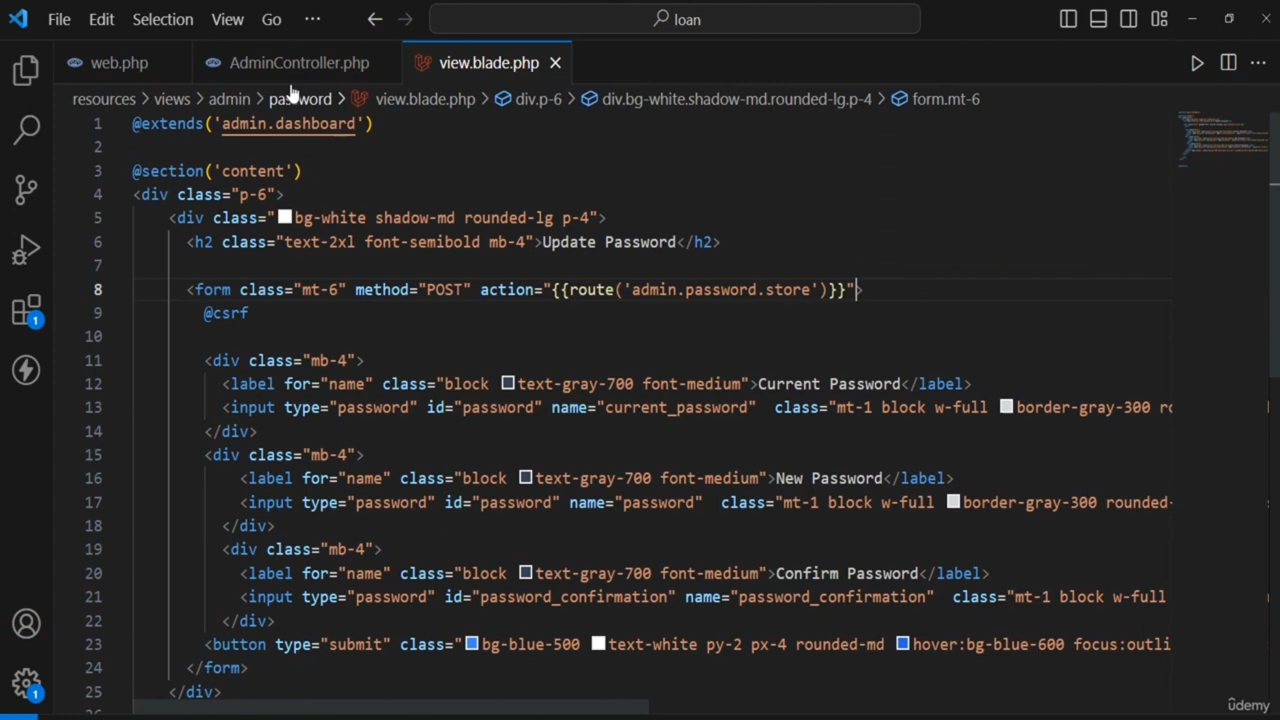 File Edit Selection View Go ··· loan
web.php AdminController.php view.blade.php
resources > views > admin > password > view.blade.php > div.p-6 > div.bg-white.shadow-md.rounded-lg.p-4 > form.mt-6
1 @extends('admin.dashboard')
2
3 @section('content')
4 <div class="p-6">
5 <div class="bg-white shadow-md rounded-lg p-4">
6 <h2 class="text-2xl font-semibold mb-4">Update Password</h2>
7
8 <form class="mt-6" method="POST" action="{{route('admin.password.store')}}">
9 @csrf
10
11 <div class="mb-4">
12 <label for="name" class="block text-gray-700 font-medium">Current Password</label>
13 <input type="password" id="password" name="current_password" class="mt-1 block w-full border-gray-300 ro
14 </div>
15 <div class="mb-4">
16 <label for="name" class="block text-gray-700 font-medium">New Password</label>
17 <input type="password" id="password" name="password" class="mt-1 block w-full border-gray-300 rounded-
18 </div>
19 <div class="mb-4">
20 <label for="name" class="block text-gray-700 font-medium">Confirm Password</label>
21 <input type="password" id="password_confirmation" name="password_confirmation" class="mt-1 block w-full
22 </div>
23 <button type="submit" class="bg-blue-500 text-white py-2 px-4 rounded-md hover:bg-blue-600 focus:outli
24 </form>
25 </div>
1
1
ûdemy